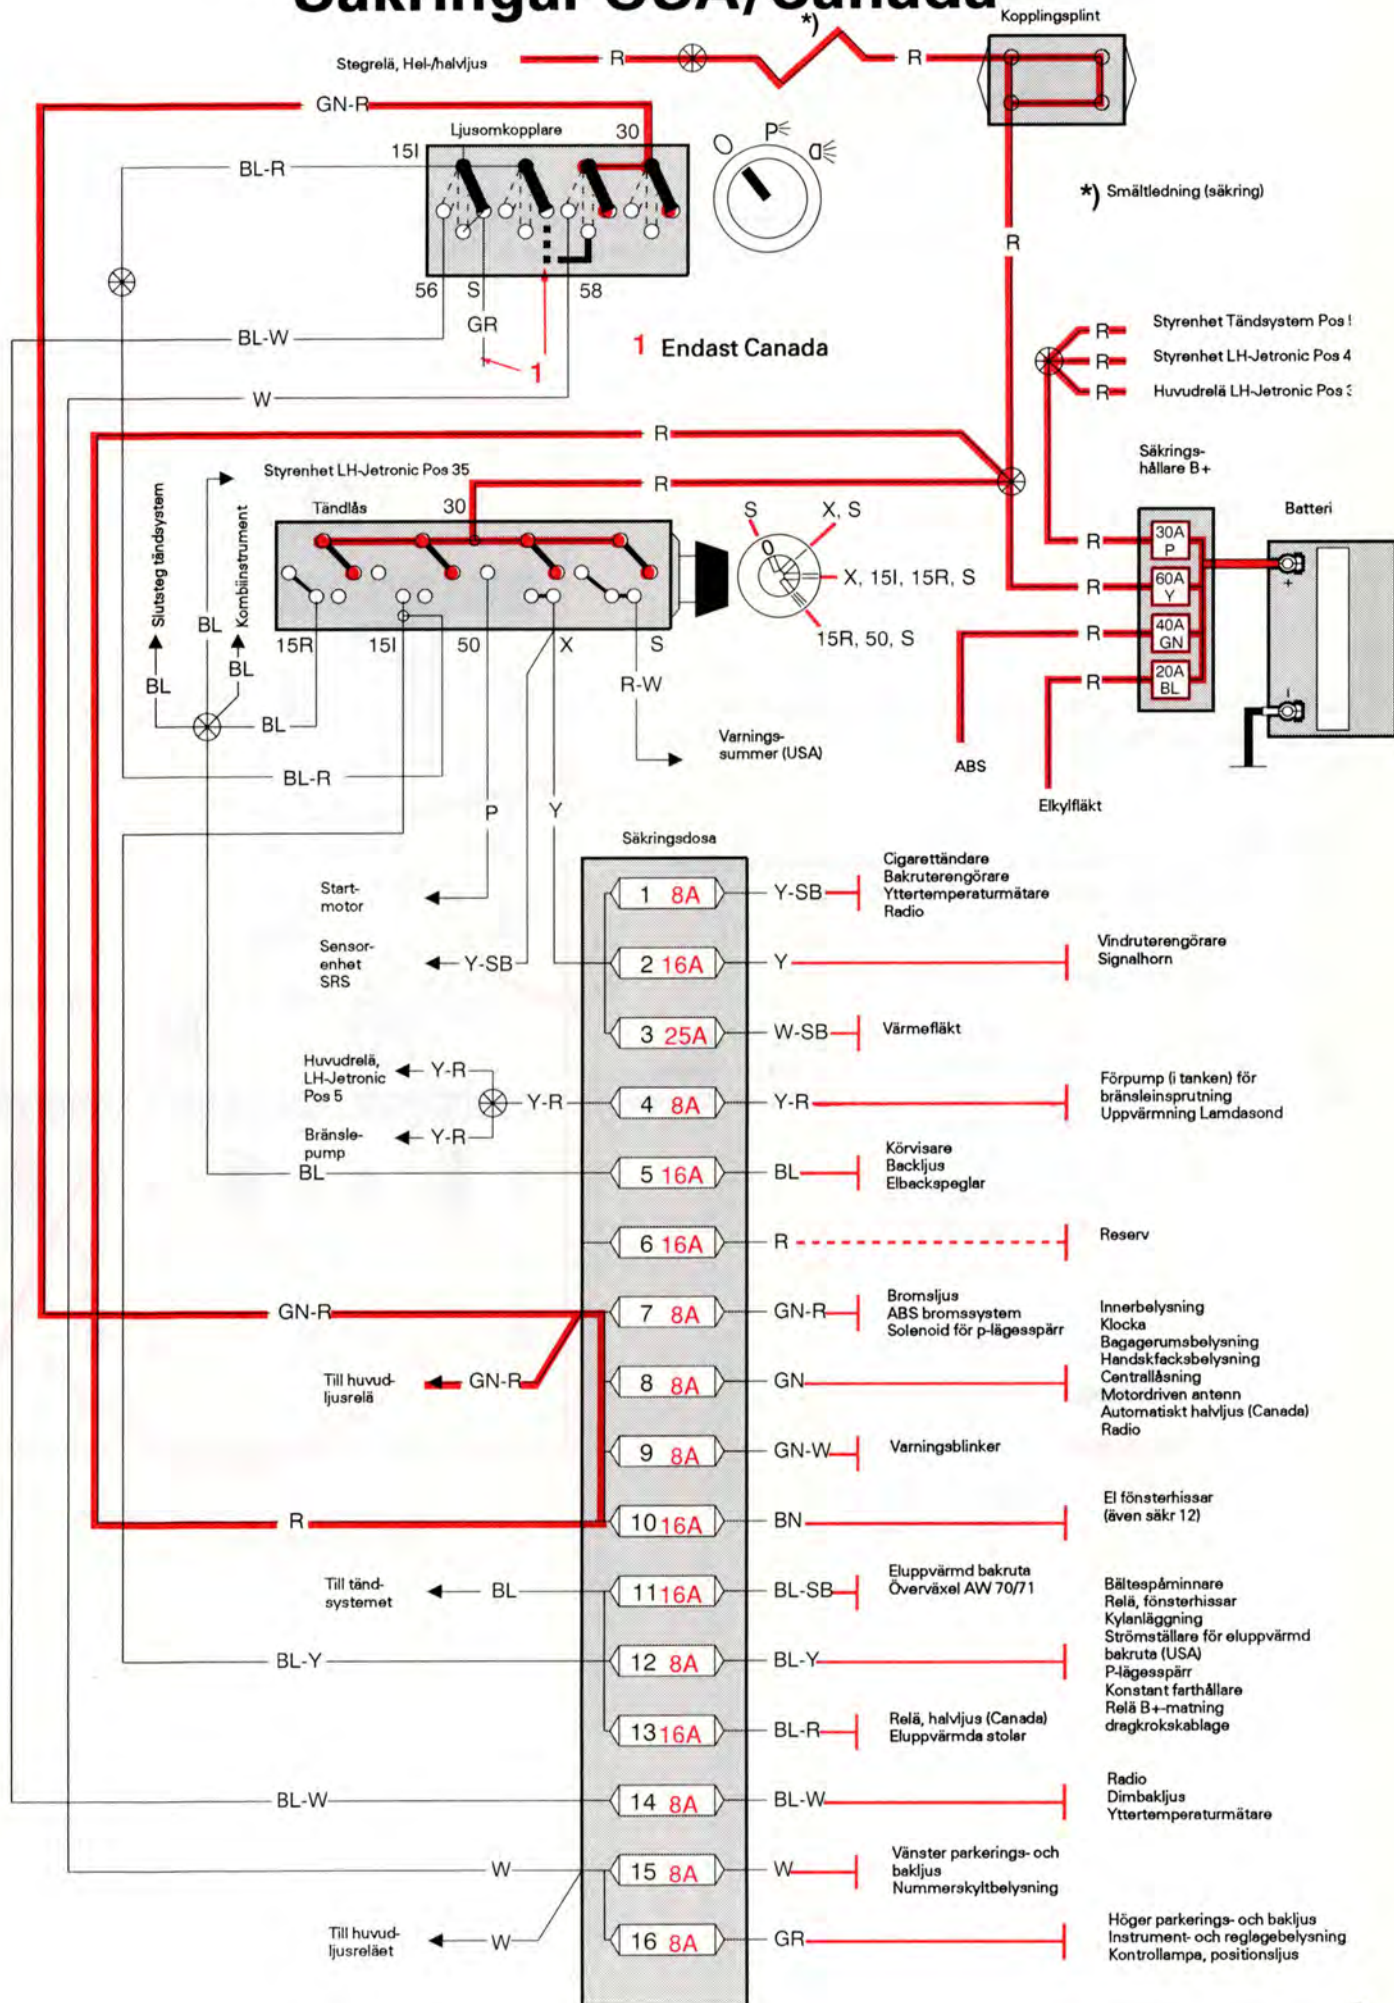 Säkringar USA/Canada
Kopplingsplint
*)
Stegrelä, Hel-/halvljus
R
R
GN-R
Ljusomkopplare
30
15I
BL-R
O
P
*) Smältledning (säkring)
R
56
S
58
GR
BL-W
1
1 Endast Canada
W
R
Styrenhet Tändsystem Pos
R
Styrenhet LH-Jetronic Pos 4
R
Huvudrelä LH-Jetronic Pos
R
Säkrings-
hållare B+
Styrenhet LH-Jetronic Pos 35
R
Tändlås
30
Batteri
Slutsteg tändsystem
Kombiinstrument
S
X, S
O
X, 15I, 15R, S
15R, 50, S
R
30A
P
R
60A
Y
R
40A
GN
R
20A
BL
+
–
15R
15I
50
X
S
BL
BL
BL
BL
R-W
Varnings-
summer (USA)
ABS
Elkylfläkt
BL-R
P
Y
Säkringsdosa
Start-
motor
1 8A
Y-SB
Cigarettändare
Bakruterengörare
Yttertemperaturmätare
Radio
Sensor-
enhet
SRS
Y-SB
2 16A
Y
Vindruterengörare
Signalhorn
3 25A
W-SB
Värmefläkt
Huvudrelä,
LH-Jetronic
Pos 5
Y-R
Y-R
4 8A
Y-R
Förpump (i tanken) för
bränsleinsprutning
Uppvärmning Lamdasond
Bränsle-
pump
Y-R
BL
5 16A
BL
Körvisare
Backljus
Elbackspeglar
6 16A
R
Reserv
GN-R
7 8A
GN-R
Bromsljus
ABS bromssystem
Solenoid för p-lägesspärr
Till huvud-
ljusrelä
GN-R
8 8A
GN
Innerbelysning
Klocka
Bagagerumsbelysning
Handskfacksbelysning
Centrallåsning
Motordriven antenn
Automatiskt halvljus (Canada)
Radio
9 8A
GN-W
Varningsblinker
R
10 16A
BN
El fönsterhissar
(även säkr 12)
Till tänd-
systemet
BL
11 16A
BL-SB
Eluppvärmd bakruta
Överväxel AW 70/71
BL-Y
12 8A
BL-Y
Bältespåminnare
Relä, fönsterhissar
Kylanläggning
Strömställare för eluppvärmd
bakruta (USA)
P-lägesspärr
Konstant farthållare
Relä B+-matning
dragkrokskablage
13 16A
BL-R
Relä, halvljus (Canada)
Eluppvärmda stolar
BL-W
14 8A
BL-W
Radio
Dimbakljus
Yttertemperaturmätare
W
15 8A
W
Vänster parkerings- och
bakljus
Nummerskyltbelysning
Till huvud-
ljusreläet
W
16 8A
GR
Höger parkerings- och bakljus
Instrument- och reglagebelysning
Kontrollampa, positionsljus